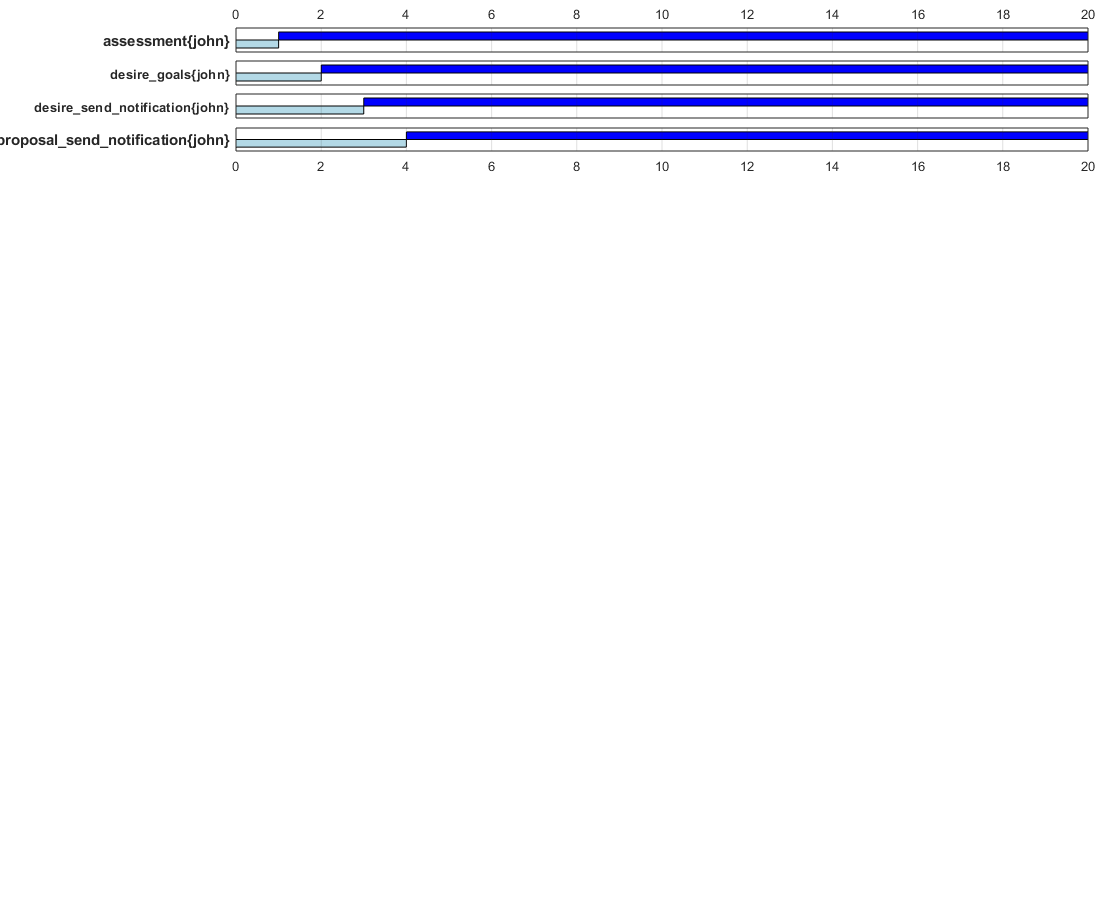 0 2 4 6 8 10 12 14 16 18 20
assessment{john}
desire_goals{john}
desire_send_notification{john}
proposal_send_notification{john}
0 2 4 6 8 10 12 14 16 18 20